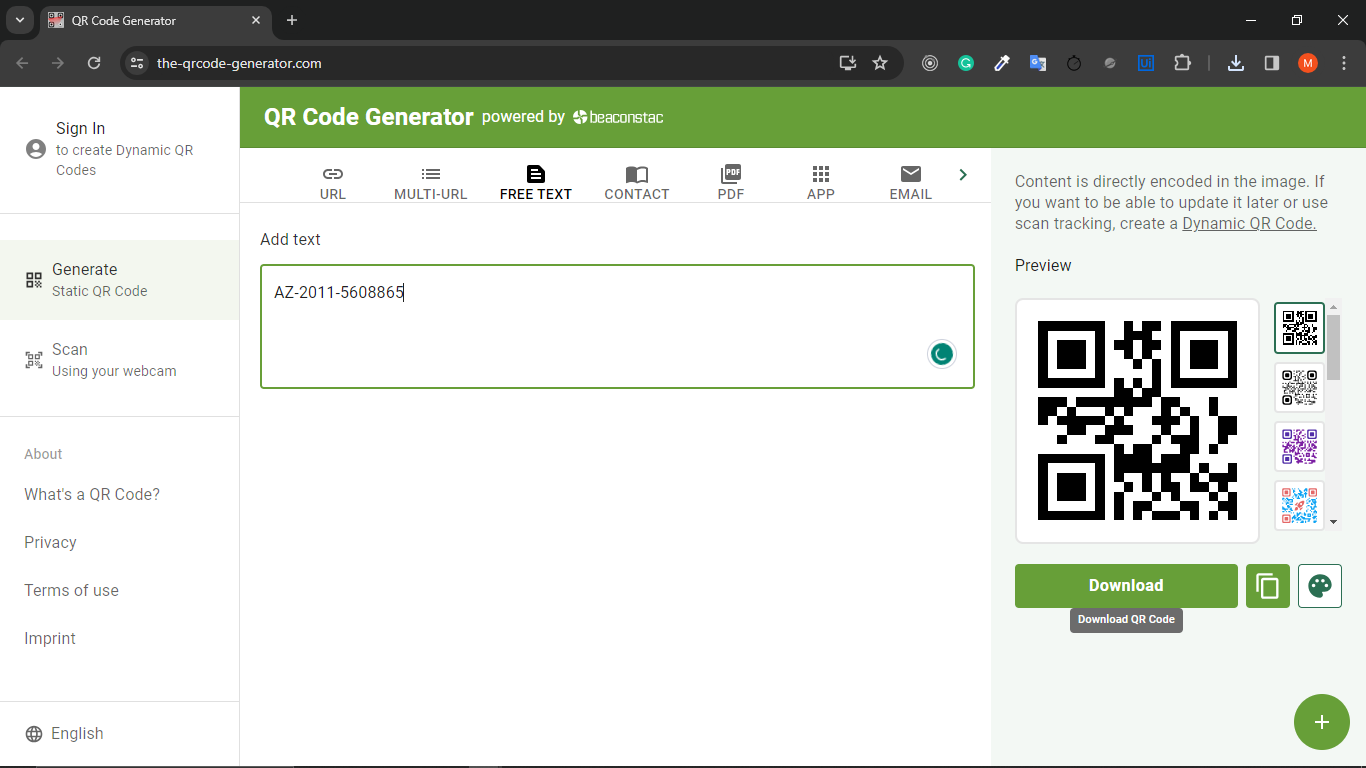 QR Code Generator
the-qrcode-generator.com
M
Sign In
to create Dynamic QR
Codes
Generate
Static QR Code
Scan
Using your webcam
About
What's a QR Code?
Privacy
Terms of use
Imprint
English
QR Code Generator powered by beaconstac
URL
MULTI-URL
FREE TEXT
CONTACT
PDF
PDF
APP
EMAIL
Add text
AZ-2011-5608865
Content is directly encoded in the image. If
you want to be able to update it later or use
scan tracking, create a Dynamic QR Code.
Preview
Download
Download QR Code